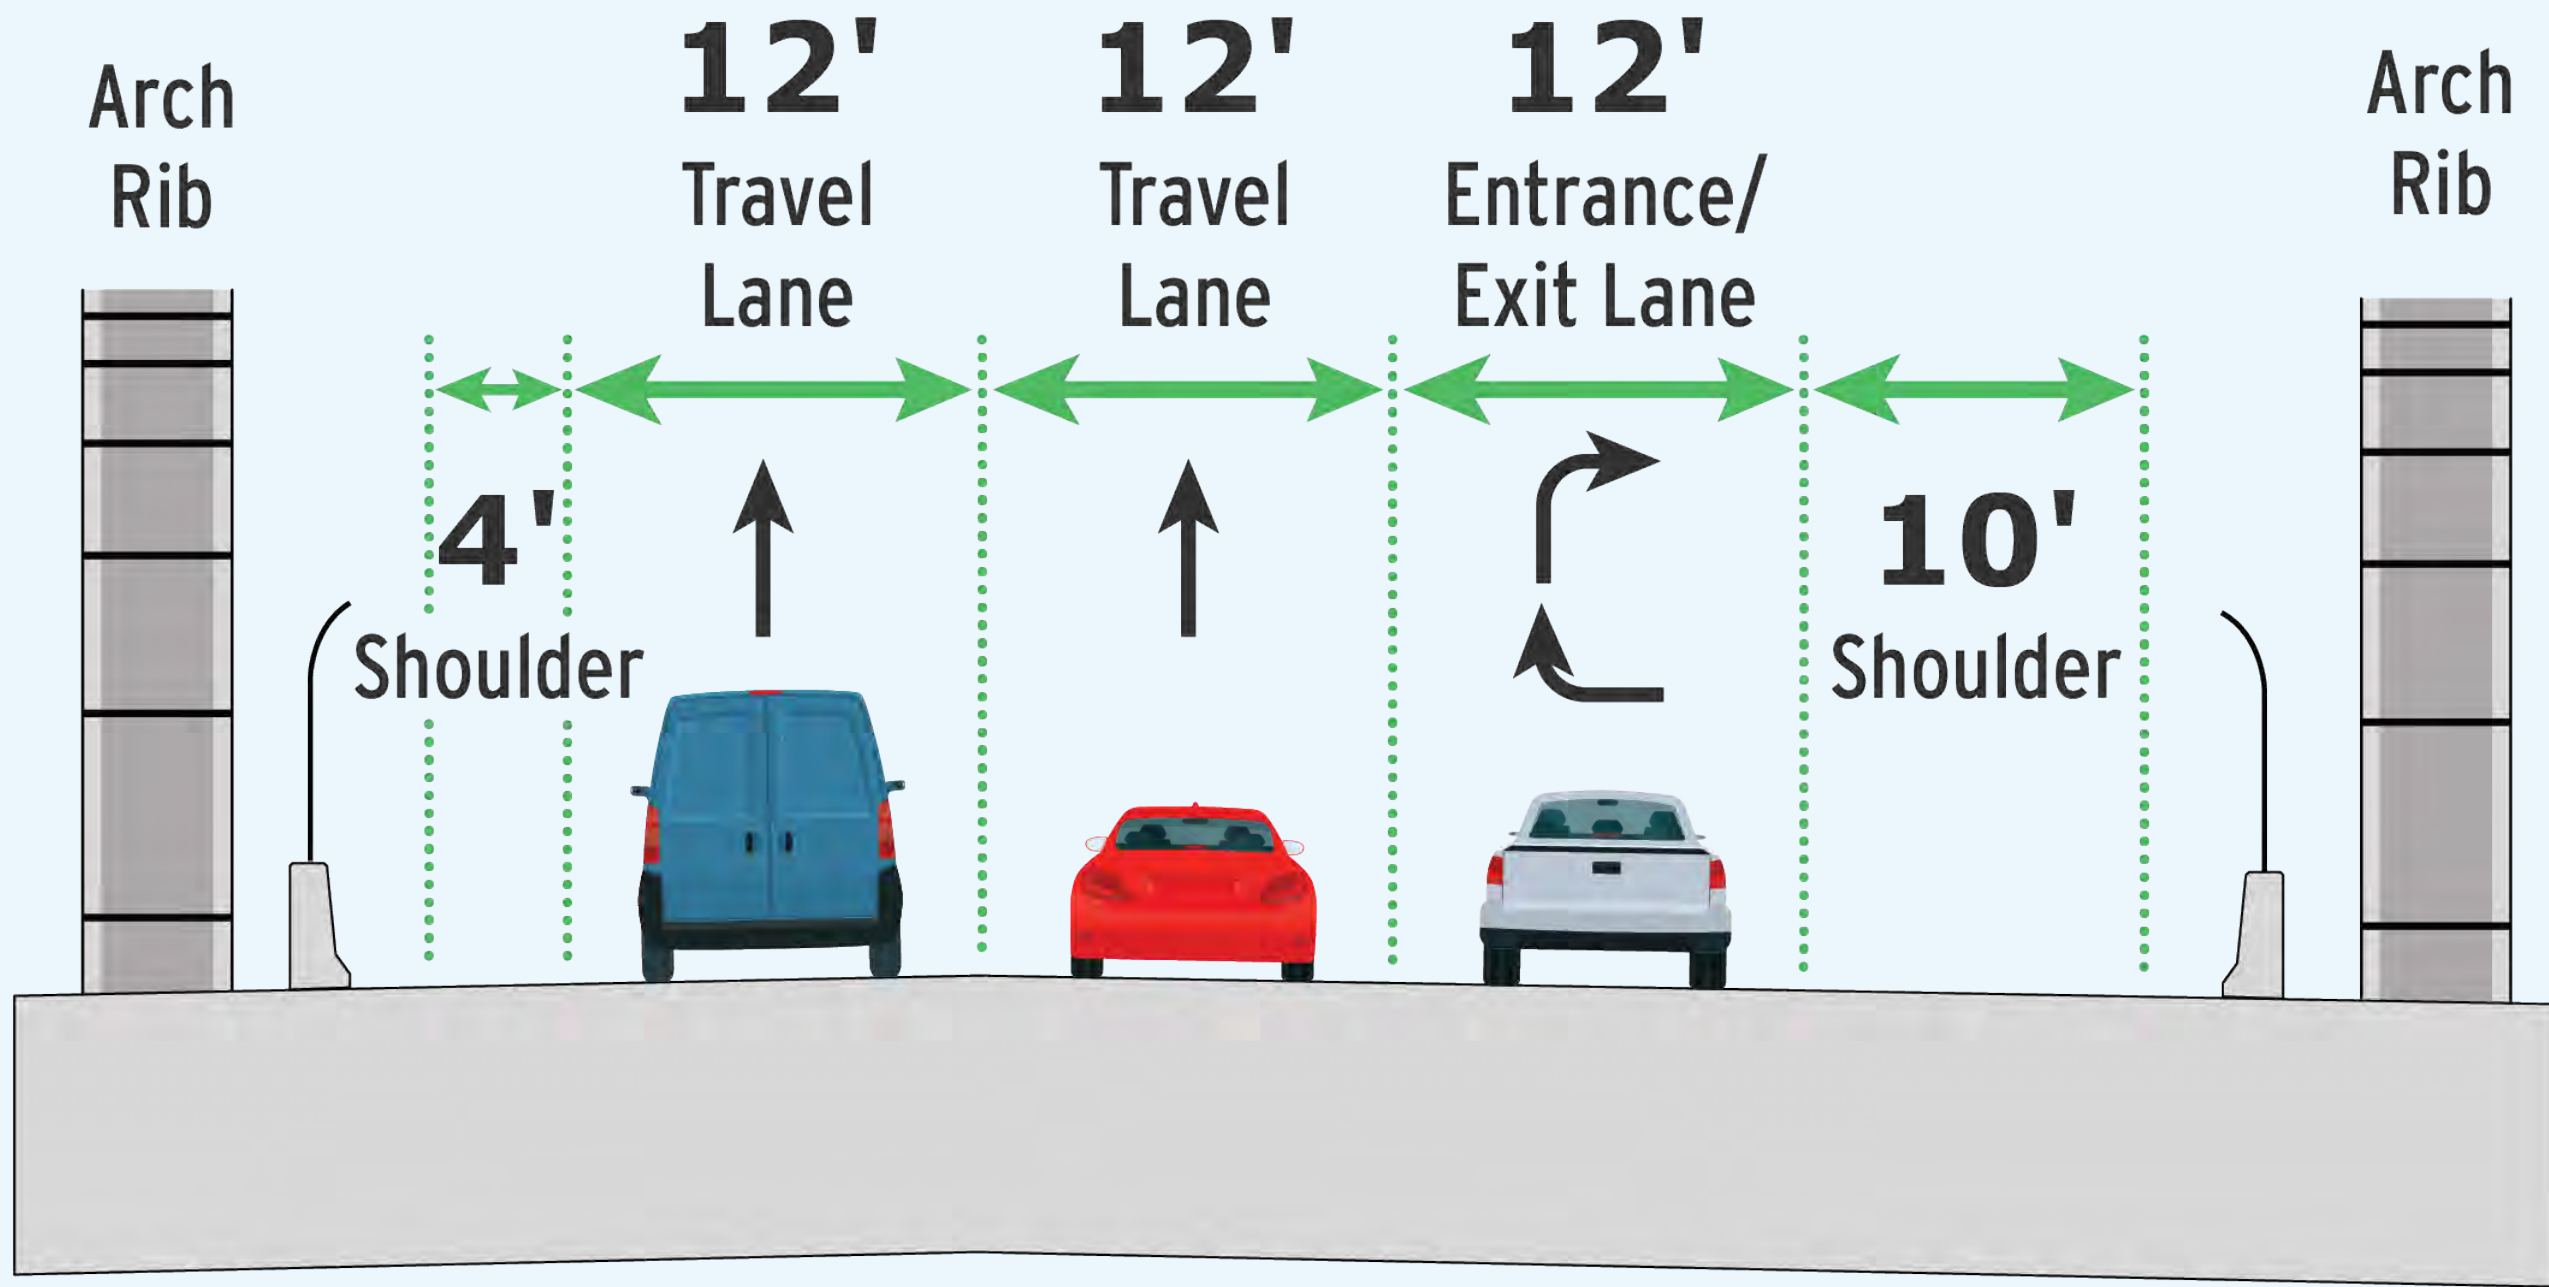 Arch
Rib
12'
Travel
Lane
12'
Travel
Lane
12'
Entrance/
Exit Lane
Arch
Rib
4'
Shoulder
10'
Shoulder